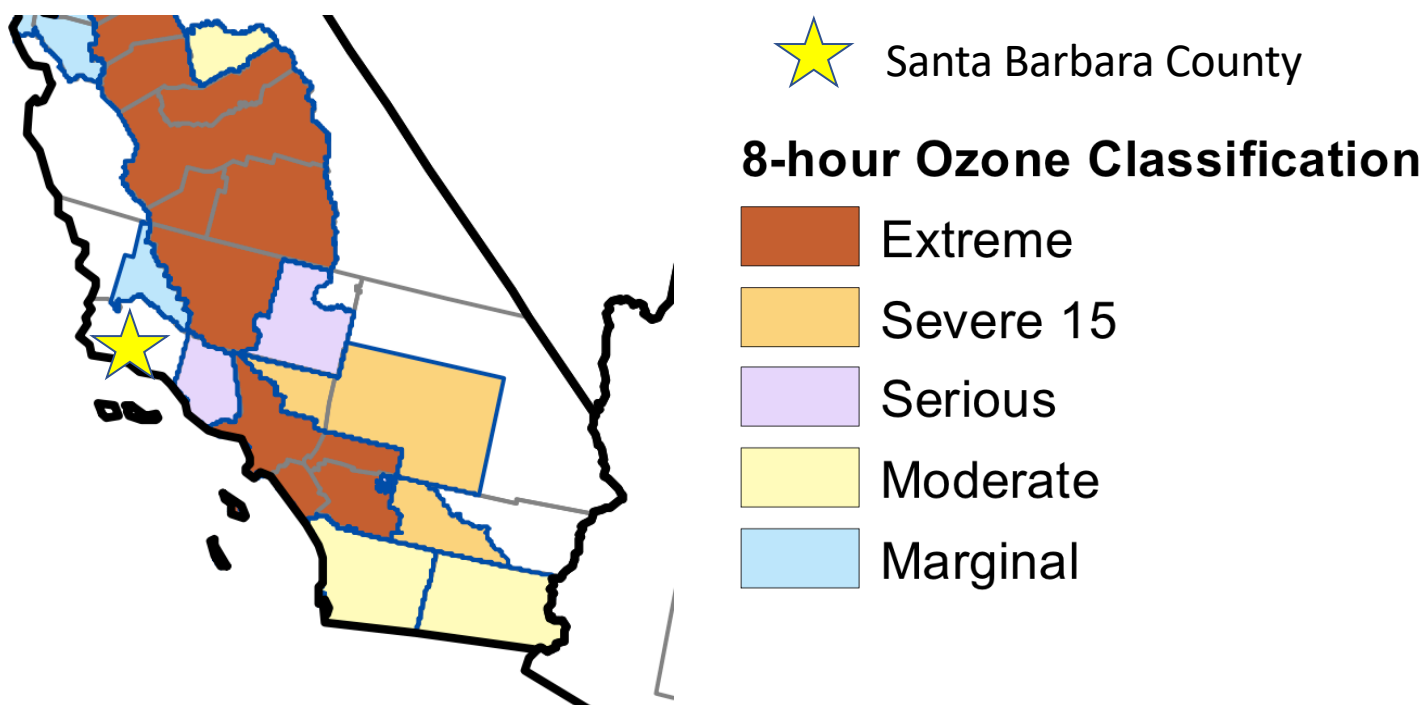 Santa Barbara County
8-hour Ozone Classification
Extreme
Severe 15
Serious
Moderate
Marginal